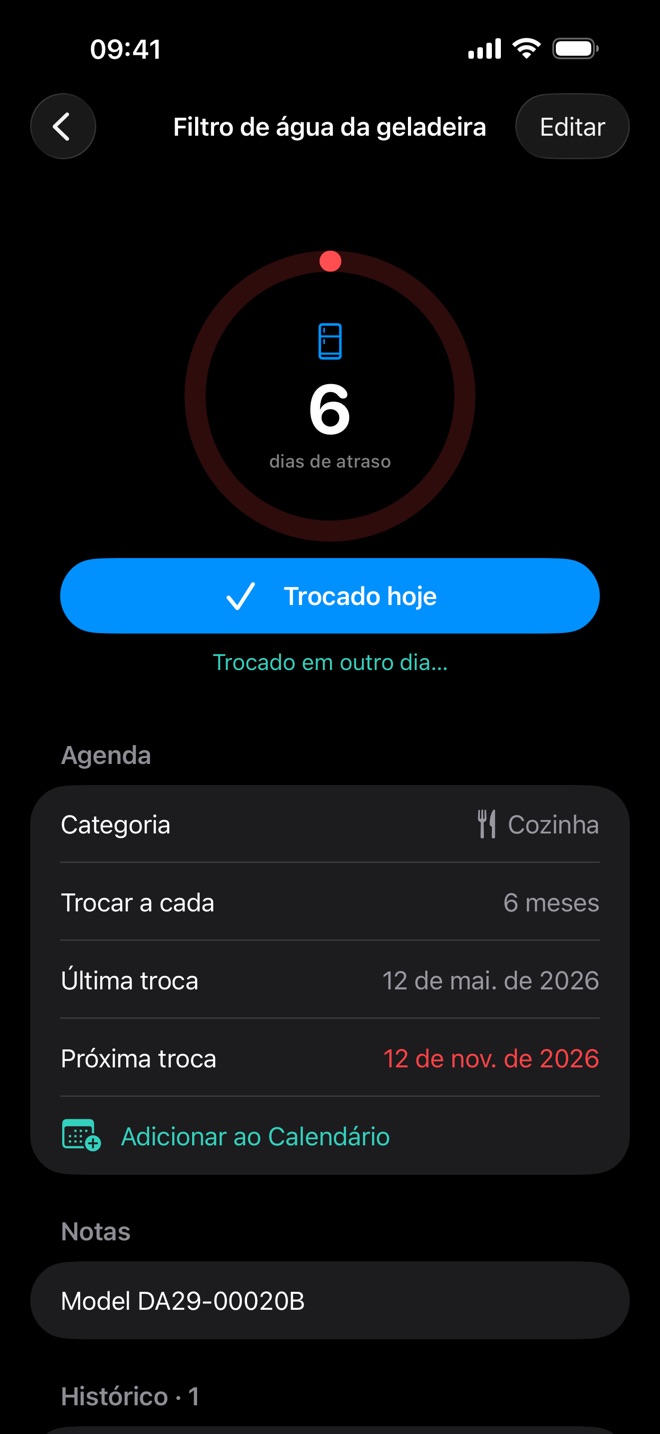 09:41
Filtro de água da geladeira
Editar
6
dias de atraso
Trocado hoje
Trocado em outro dia...
Agenda
Categoria
Cozinha
Trocar a cada
6 meses
Última troca
12 de mai. de 2026
Próxima troca
12 de nov. de 2026
Adicionar ao Calendário
Notas
Model DA29-00020B
Histórico · 1